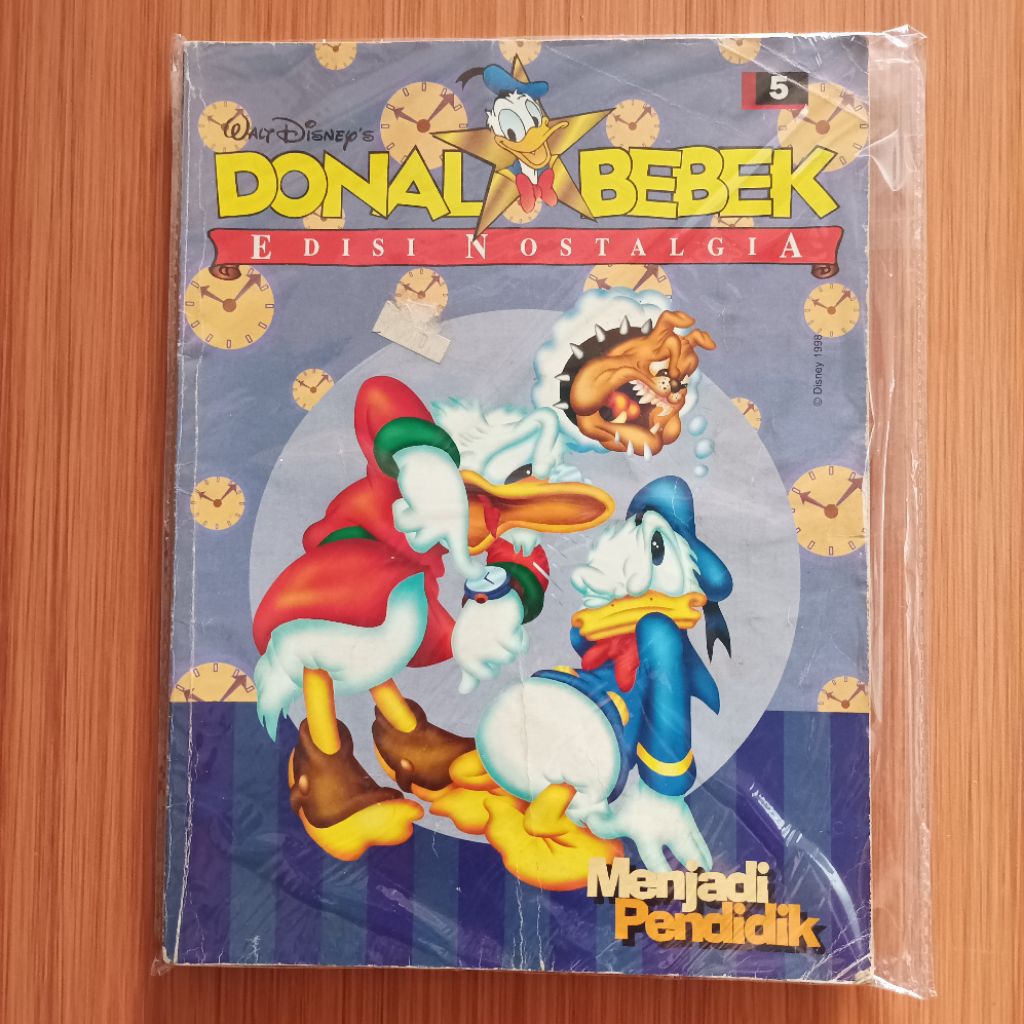 5
WALT DISNEY'S
DONAL BEBEK
EDISI NOSTALGIA
© Disney 1998
Menjadi
Pendidik